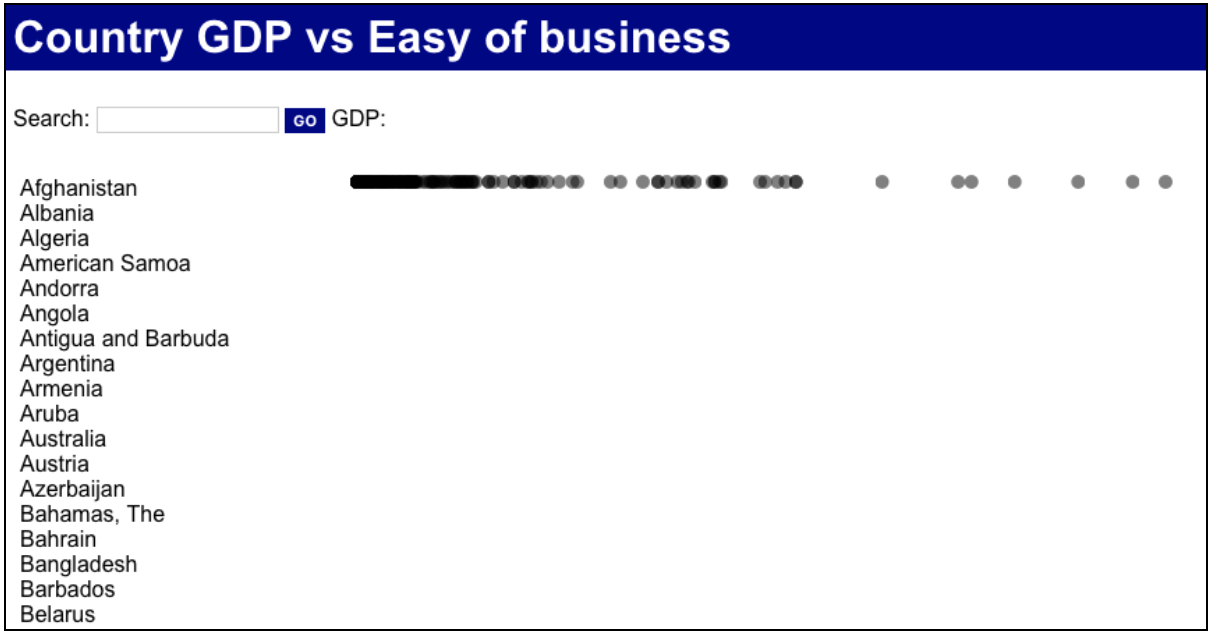 Country GDP vs Easy of business
Search: GO GDP:
Afghanistan
Albania
Algeria
American Samoa
Andorra
Angola
Antigua and Barbuda
Argentina
Armenia
Aruba
Australia
Austria
Azerbaijan
Bahamas, The
Bahrain
Bangladesh
Barbados
Belarus